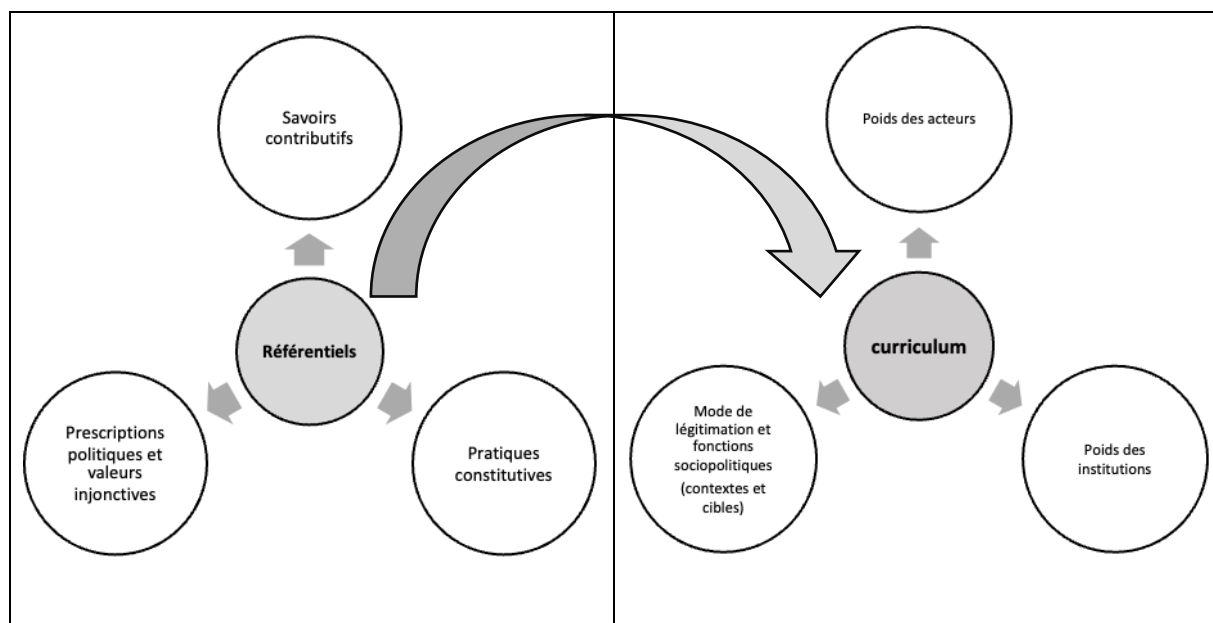 Savoirs
contributifs
Référentiels
Prescriptions
politiques et
valeurs
injonctives
Pratiques
constitutives
Poids des acteurs
curriculum
Mode de
légitimation et
fonctions
sociopolitiques
(contextes et
cibles)
Poids des
institutions